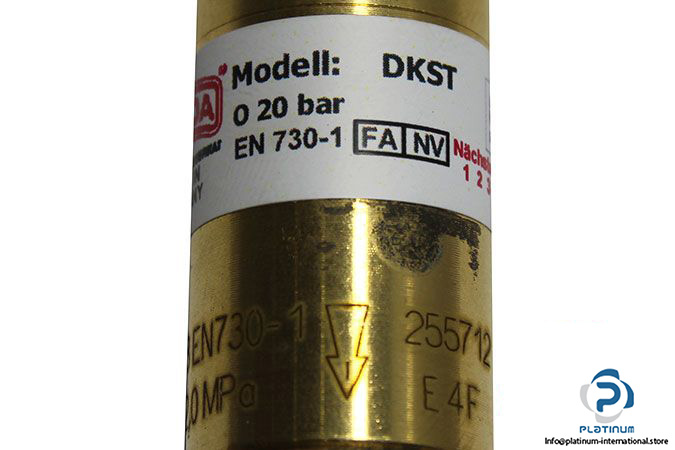 Modell: DKST
O 20 bar
EN 730-1 FA NV
1 2
EN730-1 255712
0 MPa E 4F
PLATINUM
Info@platinum-international.store